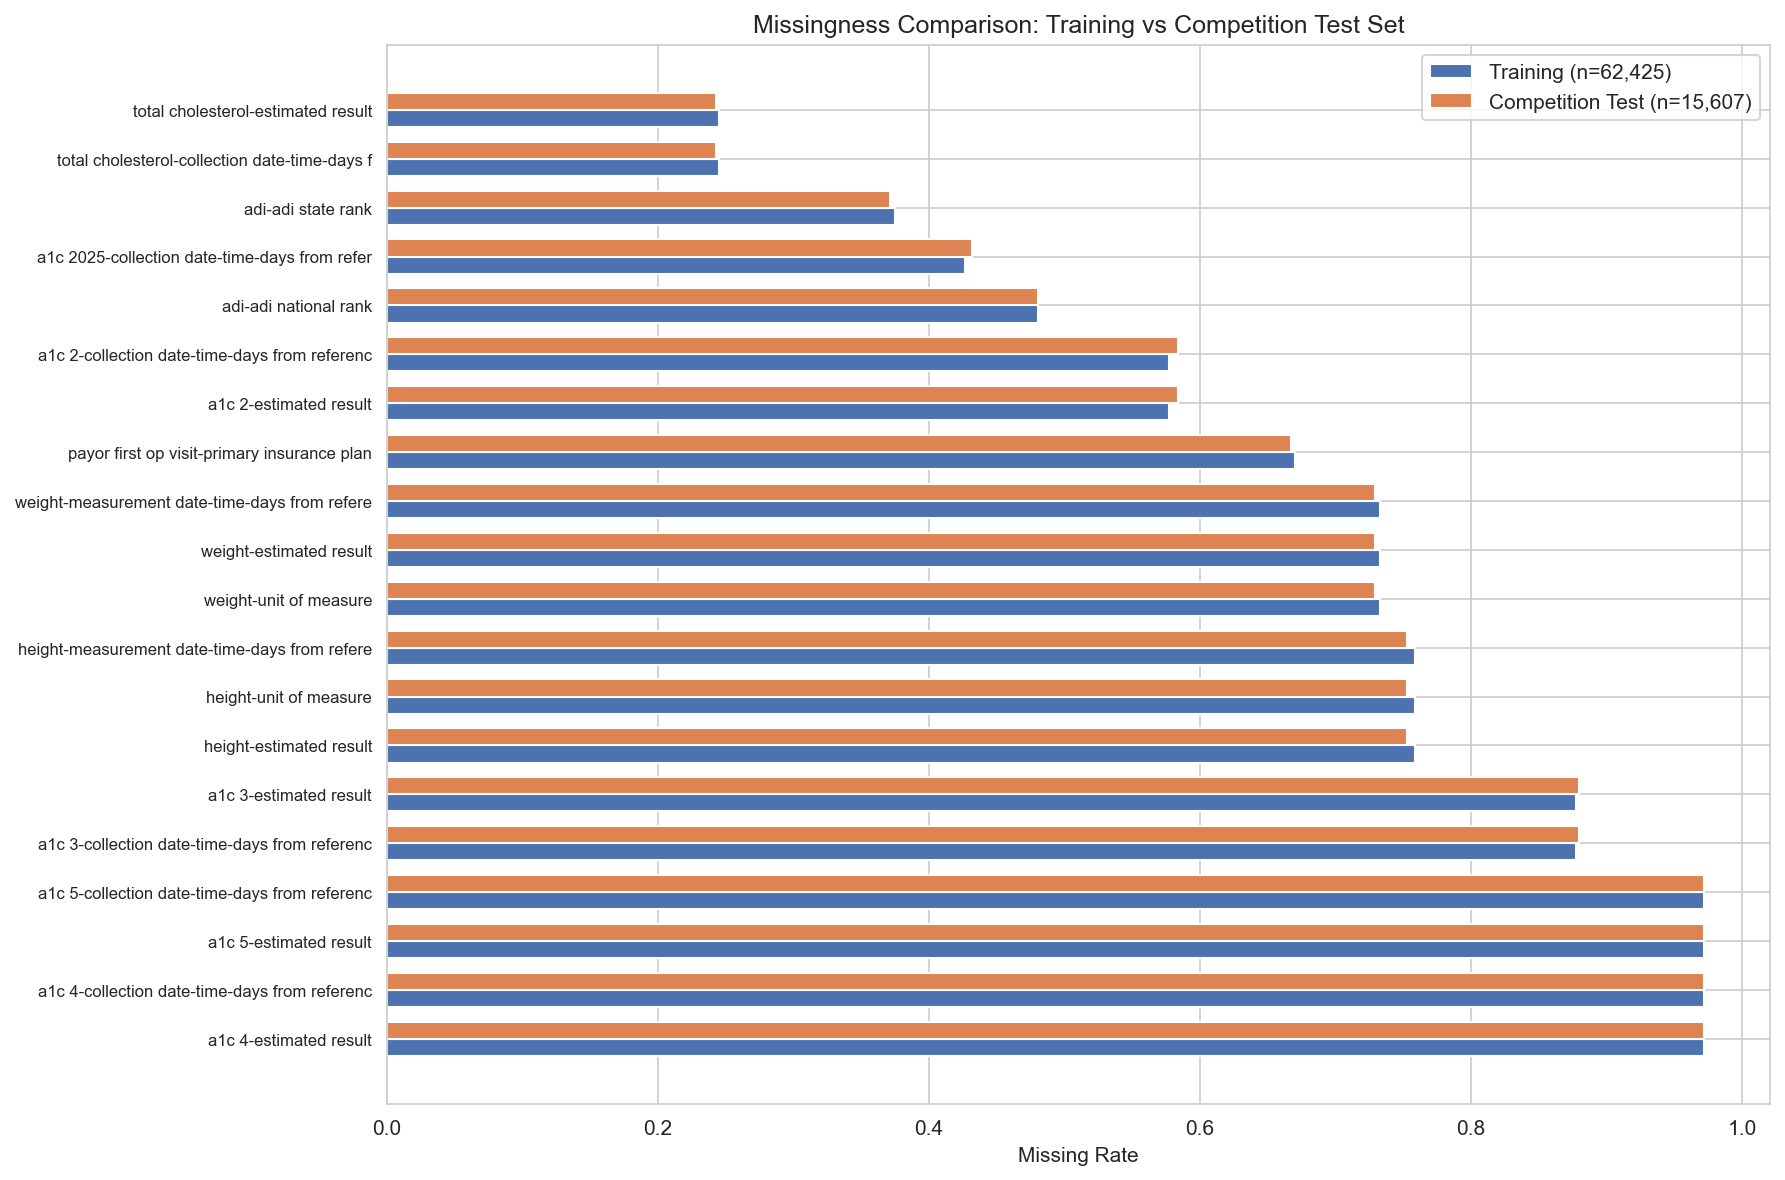 Missingness Comparison: Training vs Competition Test Set
Training (n=62,425)
Competition Test (n=15,607)
total cholesterol-estimated result
total cholesterol-collection date-time-days f
adi-adi state rank
a1c 2025-collection date-time-days from refer
adi-adi national rank
a1c 2-collection date-time-days from referenc
a1c 2-estimated result
payor first op visit-primary insurance plan
weight-measurement date-time-days from refere
weight-estimated result
weight-unit of measure
height-measurement date-time-days from refere
height-unit of measure
height-estimated result
a1c 3-estimated result
a1c 3-collection date-time-days from referenc
a1c 5-collection date-time-days from referenc
a1c 5-estimated result
a1c 4-collection date-time-days from referenc
a1c 4-estimated result
0.0 0.2 0.4 0.6 0.8 1.0
Missing Rate